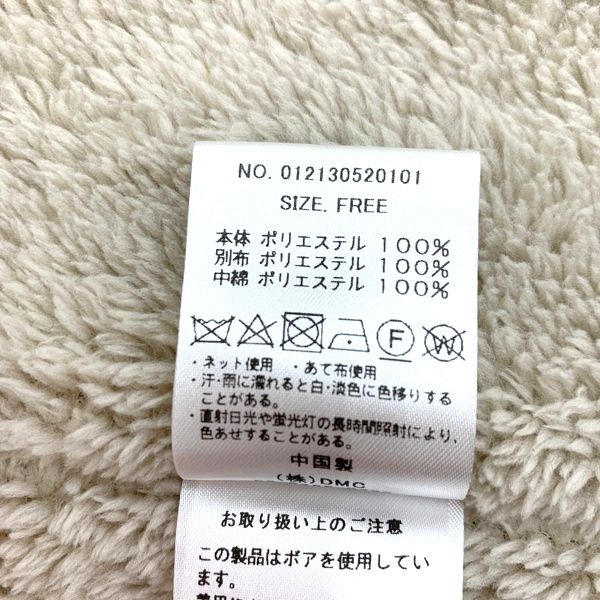 NO. 012130520101
SIZE. FREE
本体 ポリエステル 100%
別布 ポリエステル 100%
中綿 ポリエステル 100%
F W
・ネット使用 ・あて布使用
・汗・雨に濡れると白・淡色に色移りする
ことがある。
・直射日光や蛍光灯の長時間照射により、
色あせすることがある。
中国製
(株)DMC
お取り扱い上のご注意
この製品はボアを使用してい
ます。